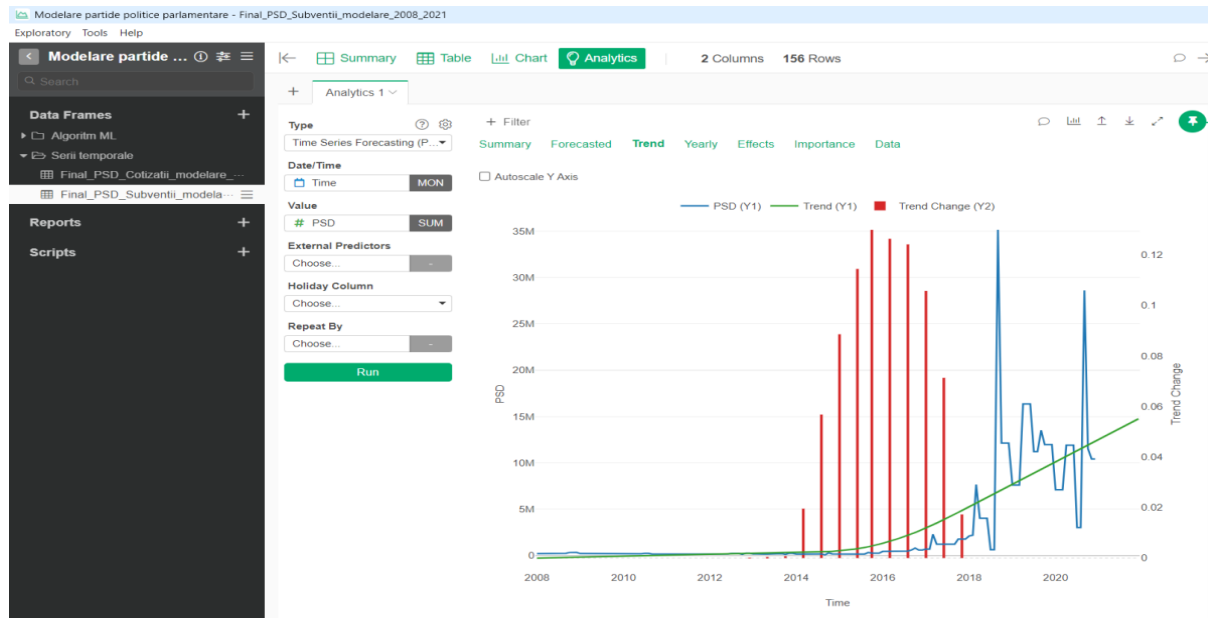 Modelare partide politice parlamentare - Final_PSD_Subventii_modelare_2008_2021
Exploratory Tools Help
Modelare partide ...
Summary Table Chart Analytics 2 Columns 156 Rows
Search
+ Analytics 1
Data Frames +
Algoritm ML
Serii temporale
Final_PSD_Cotizatii_modelare_...
Final_PSD_Subventii_modela...
Reports +
Scripts +
Type
Time Series Forecasting (P...
Date/Time
Time MON
Value
# PSD SUM
External Predictors
Choose... -
Holiday Column
Choose...
Repeat By
Choose... -
Run
+ Filter
Summary Forecasted Trend Yearly Effects Importance Data
Autoscale Y Axis
PSD (Y1) Trend (Y1) Trend Change (Y2)
35M
30M
25M
20M
15M
10M
5M
0
PSD
0.12
0.1
0.08
0.06
0.04
0.02
0
Trend Change
2008 2010 2012 2014 2016 2018 2020
Time